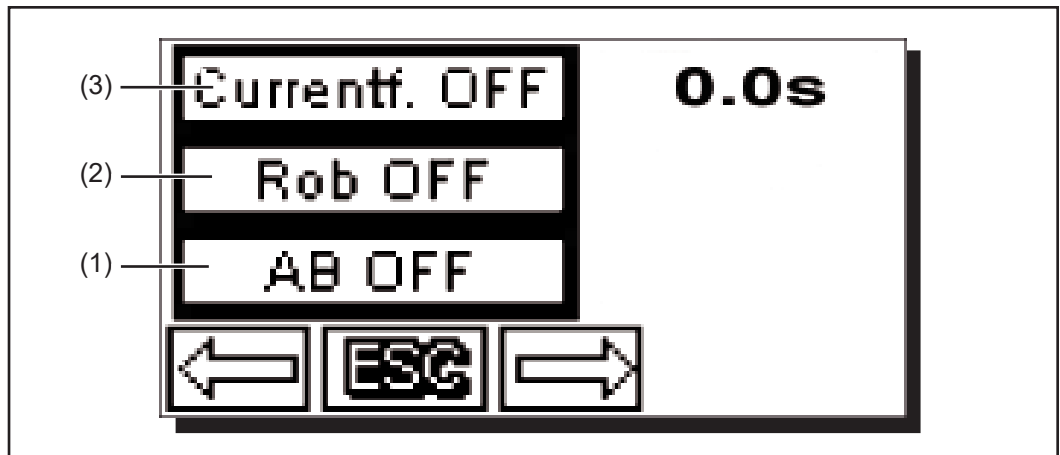 (3) Currentf. OFF 0.0s
(2) Rob OFF
(1) AB OFF
ESC